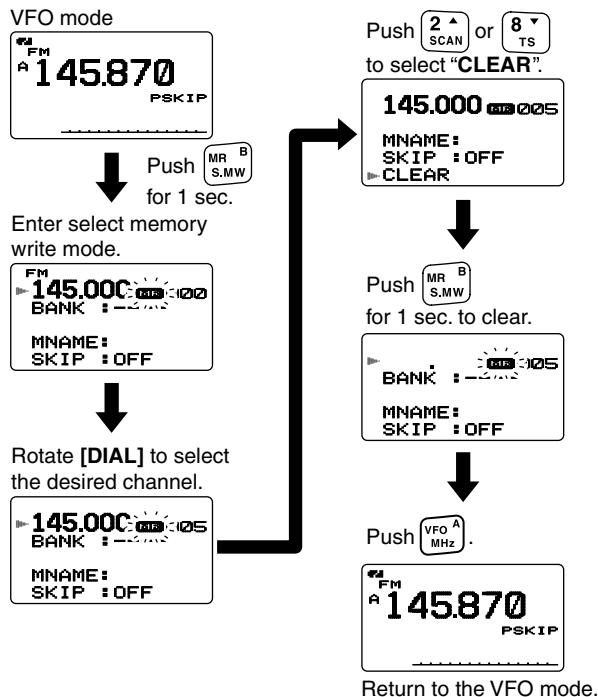 VFO mode
FM
A 145.870
PSKIP
Push MR B S.MW
for 1 sec.
Enter select memory
write mode.
FM
145.000 MR 00
BANK :
MNAME:
SKIP :OFF
Rotate [DIAL] to select
the desired channel.
145.000 MR 05
BANK :
MNAME:
SKIP :OFF
Push 2 SCAN or 8 TS
to select “CLEAR”.
145.000 MR 005
MNAME:
SKIP :OFF
CLEAR
Push MR B S.MW
for 1 sec. to clear.
. MR 05
BANK :
MNAME:
SKIP :OFF
Push VFO A MHz.
FM
A 145.870
PSKIP
Return to the VFO mode.